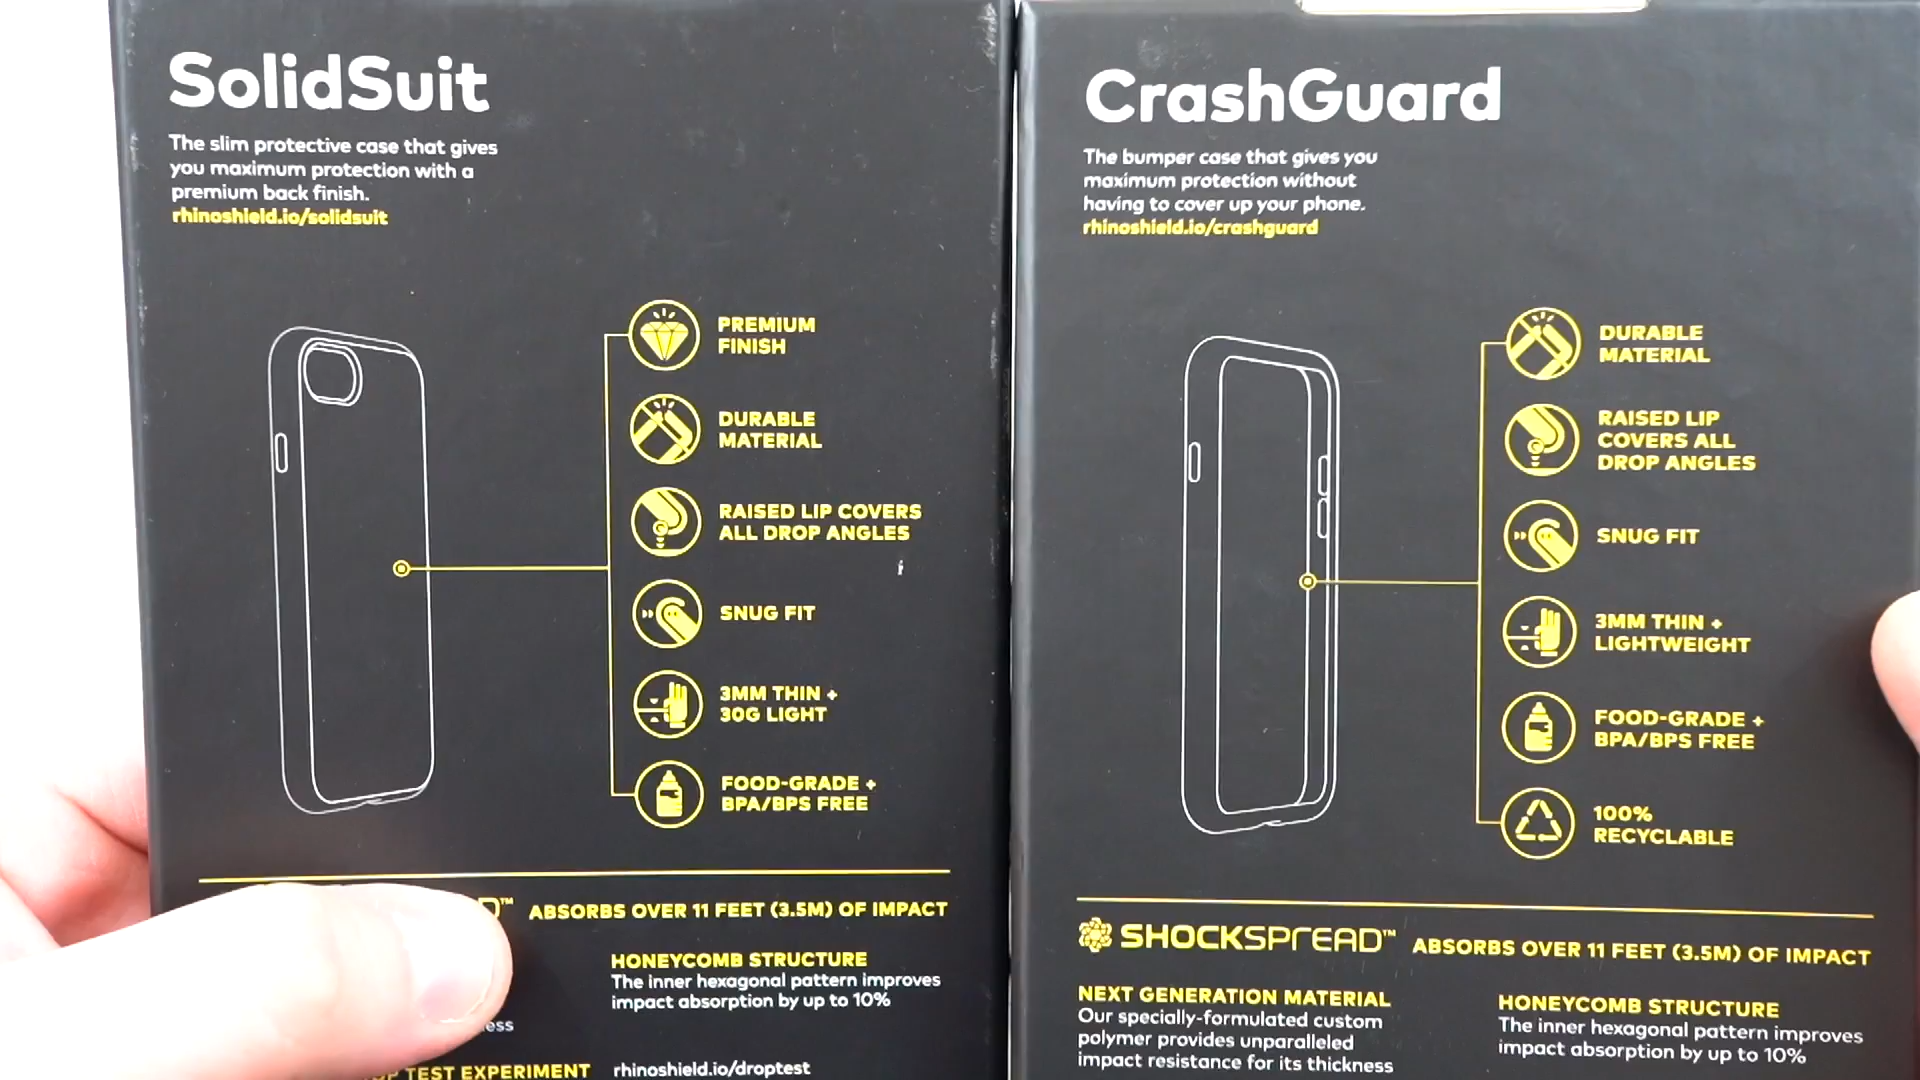 SolidSuit
The slim protective case that gives
you maximum protection with a
premium back finish.
rhinoshield.io/solidsuit
PREMIUM
FINISH
DURABLE
MATERIAL
RAISED LIP COVERS
ALL DROP ANGLES
SNUG FIT
3MM THIN +
30G LIGHT
FOOD-GRADE +
BPA/BPS FREE
ABSORBS OVER 11 FEET (3.5M) OF IMPACT
HONEYCOMB STRUCTURE
The inner hexagonal pattern improves
impact absorption by up to 10%
TEST EXPERIMENT
rhinoshield.io/droptest
CrashGuard
The bumper case that gives you
maximum protection without
having to cover up your phone.
rhinoshield.io/crashguard
DURABLE
MATERIAL
RAISED LIP
COVERS ALL
DROP ANGLES
SNUG FIT
3MM THIN +
LIGHTWEIGHT
FOOD-GRADE +
BPA/BPS FREE
100%
RECYCLABLE
SHOCKSPREAD™ ABSORBS OVER 11 FEET (3.5M) OF IMPACT
NEXT GENERATION MATERIAL
Our specially-formulated custom
polymer provides unparalleled
impact resistance for its thickness
HONEYCOMB STRUCTURE
The inner hexagonal pattern improves
impact absorption by up to 10%